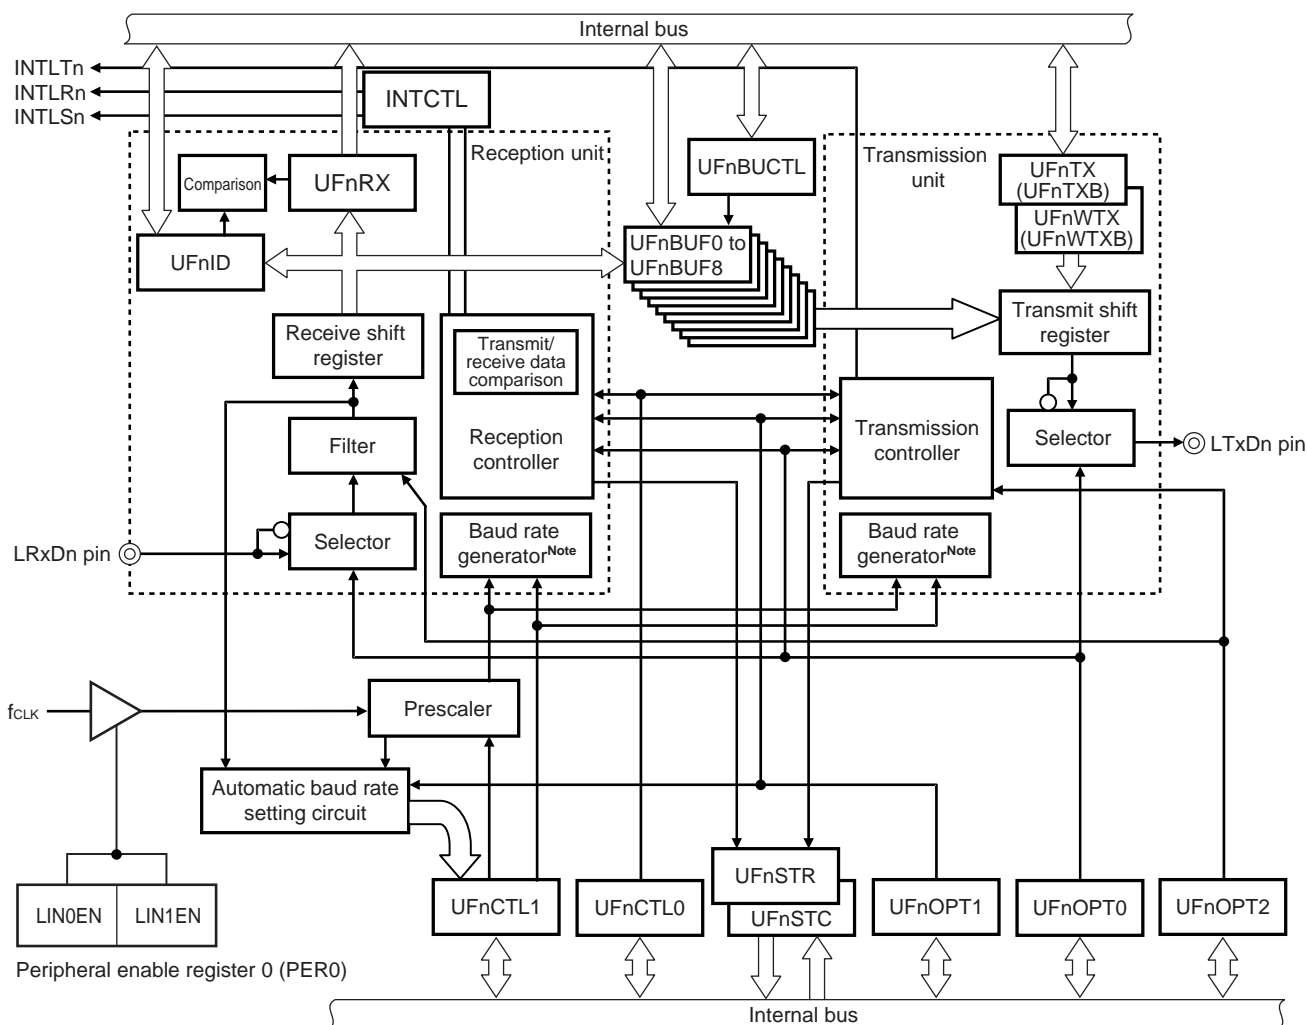 Internal bus
INTLTn
INTLRn
INTLSn
INTCTL
Reception unit
Transmission
unit
Comparison
UFnRX
UFnBUCTL
UFnTX
(UFnTXB)
UFnWTX
(UFnWTXB)
UFnID
UFnBUF0 to
UFnBUF8
Receive shift
register
Transmit/
receive data
comparison
Transmit shift
register
Filter
Reception
controller
Transmission
controller
Selector
LTxDn pin
LRxDn pin
Selector
Baud rate
generatorNote
Baud rate
generatorNote
fCLK
Prescaler
Automatic baud rate
setting circuit
LIN0EN
LIN1EN
UFnCTL1
UFnCTL0
UFnSTR
UFnSTC
UFnOPT1
UFnOPT0
UFnOPT2
Peripheral enable register 0 (PER0)
Internal bus